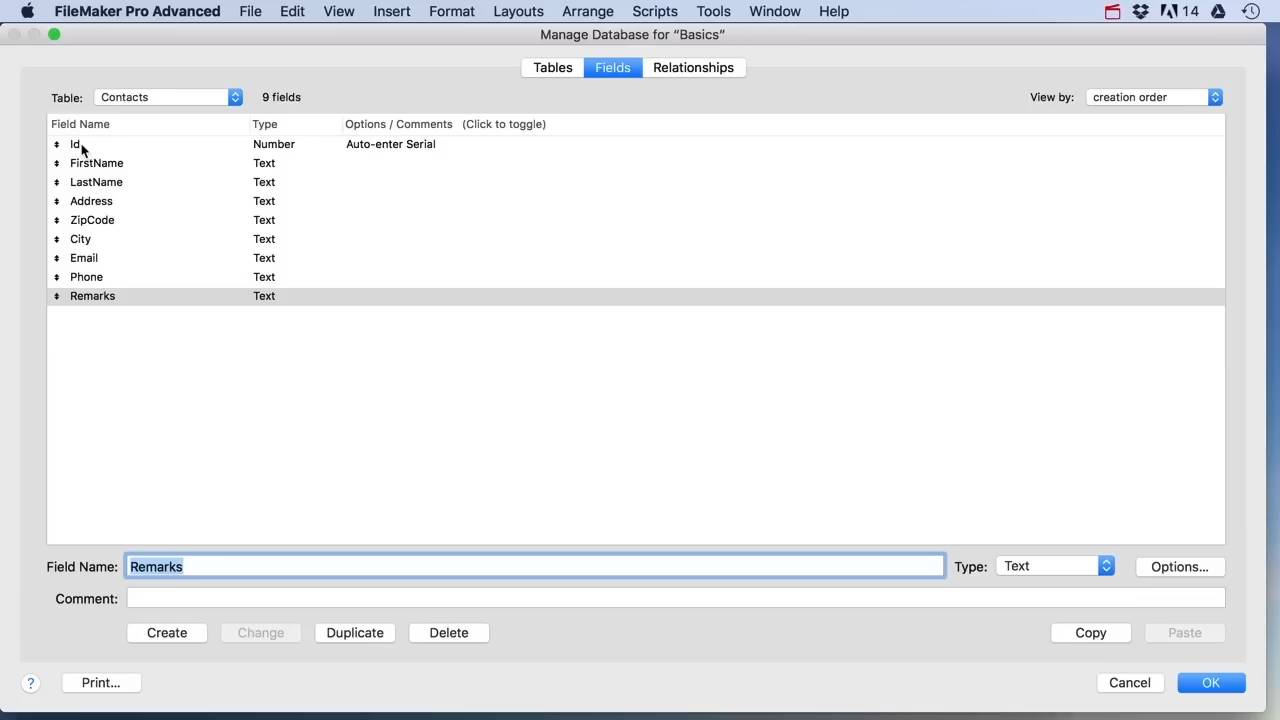 FileMaker Pro Advanced File Edit View Insert Format Layouts Arrange Scripts Tools Window Help 14
Manage Database for “Basics”
Tables Fields Relationships
Table: Contacts 9 fields View by: creation order
Field Name Type Options / Comments (Click to toggle)
Id Number Auto-enter Serial
FirstName Text
LastName Text
Address Text
ZipCode Text
City Text
Email Text
Phone Text
Remarks Text
Field Name: Remarks Type: Text Options...
Comment:
Create Change Duplicate Delete Copy Paste
? Print... Cancel OK